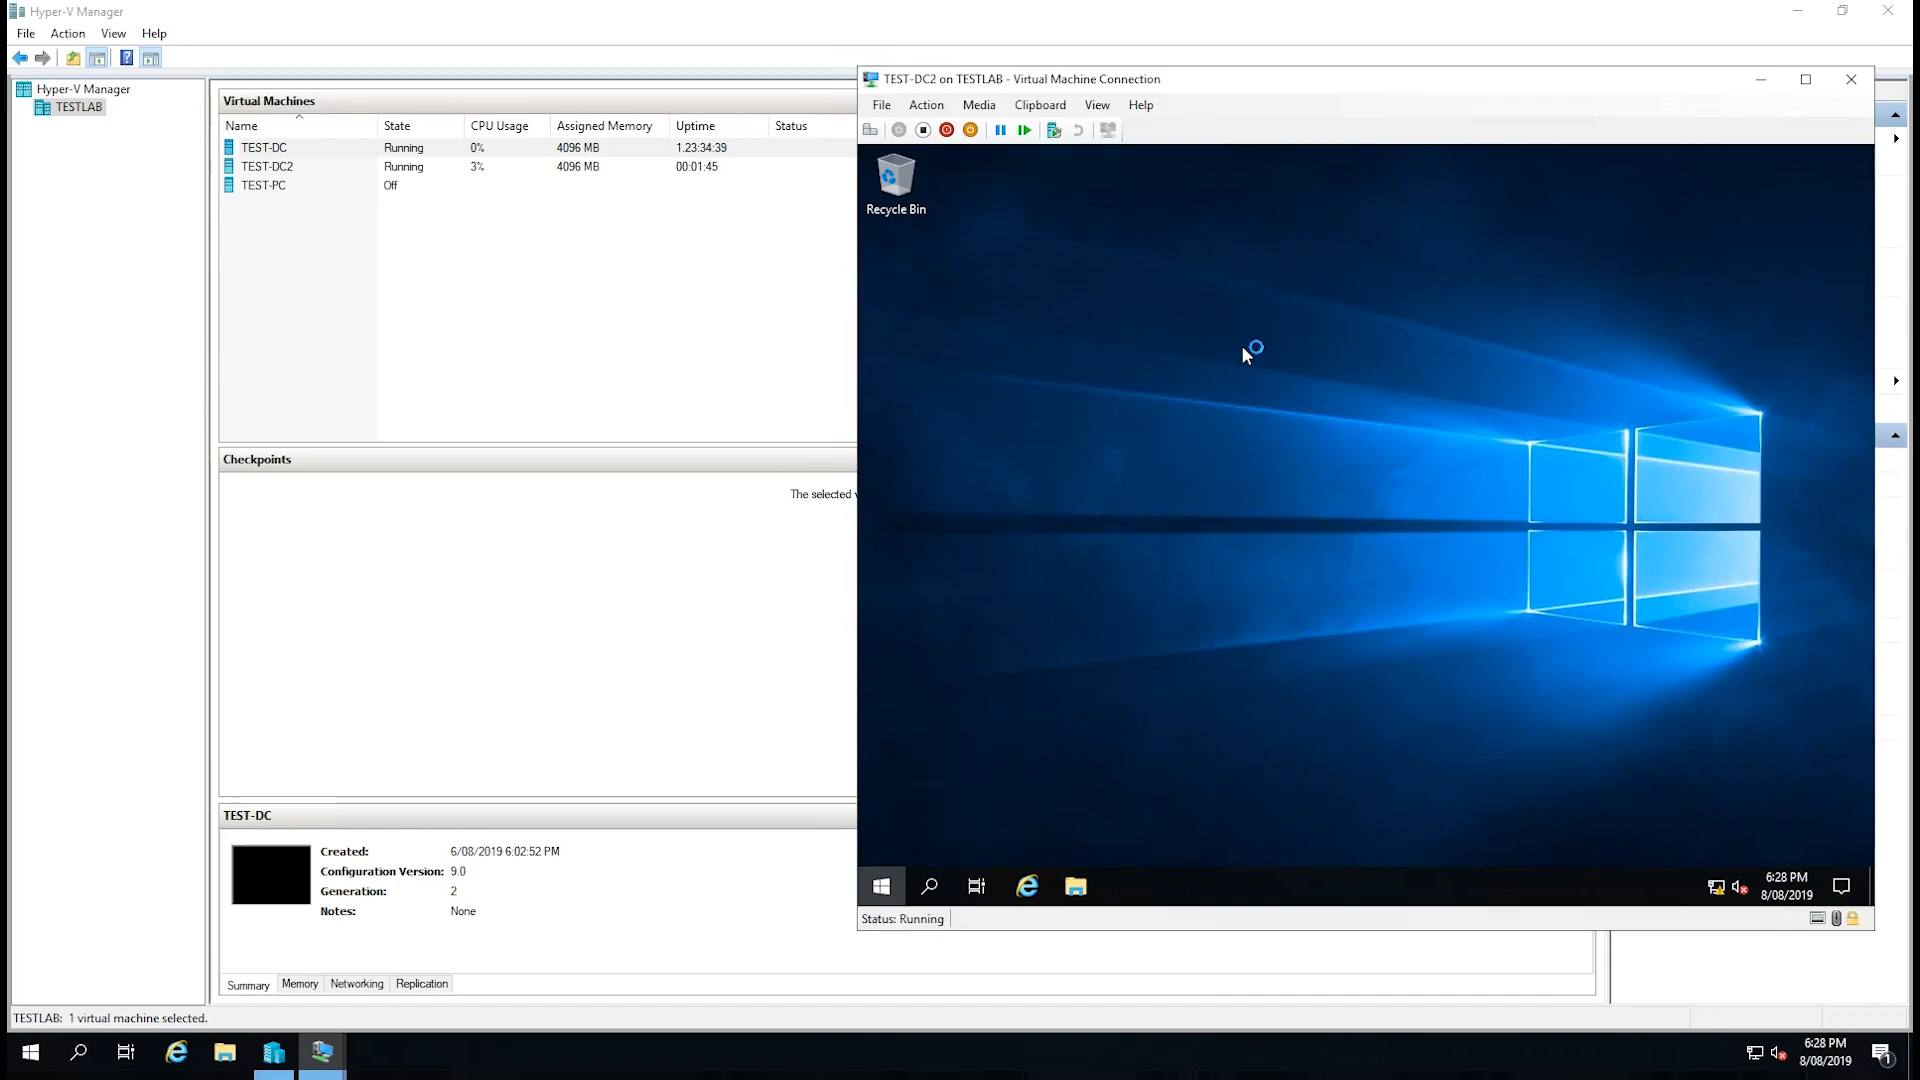 Hyper-V Manager
File Action View Help
Hyper-V Manager
TESTLAB
Virtual Machines
Name State CPU Usage Assigned Memory Uptime Status
TEST-DC Running 0% 4096 MB 1.23:34:39
TEST-DC2 Running 3% 4096 MB 00:01:45
TEST-PC Off
Checkpoints
The selected
TEST-DC
Created: 6/08/2019 6:02:52 PM
Configuration Version: 9.0
Generation: 2
Notes: None
Summary Memory Networking Replication
TESTLAB: 1 virtual machine selected.
TEST-DC2 on TESTLAB - Virtual Machine Connection
File Action Media Clipboard View Help
Recycle Bin
6:28 PM
8/08/2019
Status: Running
6:28 PM
8/08/2019
1